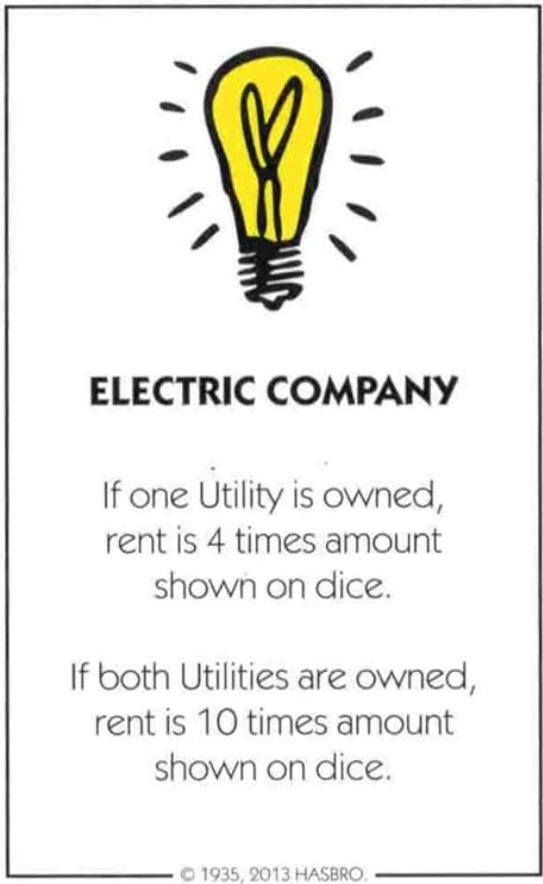 ELECTRIC COMPANY
If one Utility is owned,
rent is 4 times amount
shown on dice.
If both Utilities are owned,
rent is 10 times amount
shown on dice.
© 1935, 2013 HASBRO.